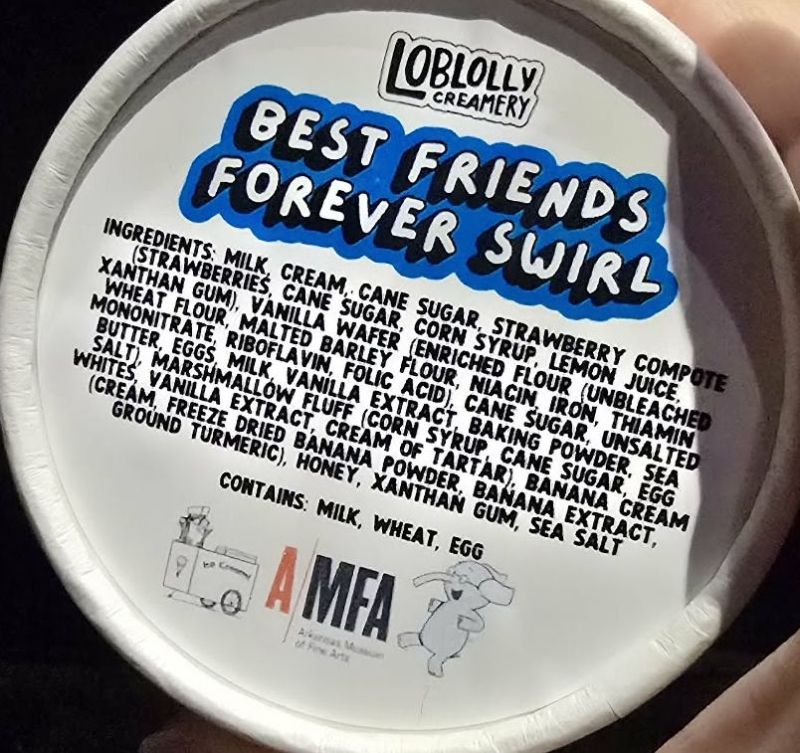 LOBLOLLY
CREAMERY
BEST FRIENDS
FOREVER SWIRL
INGREDIENTS: MILK, CREAM, CANE SUGAR, STRAWBERRY COMPOTE
(STRAWBERRIES, CANE SUGAR, CORN SYRUP, LEMON JUICE,
XANTHAN GUM), VANILLA WAFER (ENRICHED FLOUR (UNBLEACHED
WHEAT FLOUR, MALTED BARLEY FLOUR, NIACIN, IRON, THIAMIN
MONONITRATE, RIBOFLAVIN, FOLIC ACID), CANE SUGAR, UNSALTED
BUTTER, EGGS, MILK, VANILLA EXTRACT, BAKING POWDER, SEA
SALT), MARSHMALLOW FLUFF (CORN SYRUP, CANE SUGAR, EGG
WHITES, VANILLA EXTRACT, CREAM OF TARTAR), BANANA CREAM
(CREAM, FREEZE DRIED BANANA POWDER, BANANA EXTRACT,
GROUND TURMERIC), HONEY, XANTHAN GUM, SEA SALT
CONTAINS: MILK, WHEAT, EGG
A MFA
Arkansas Museum
of Fine Arts